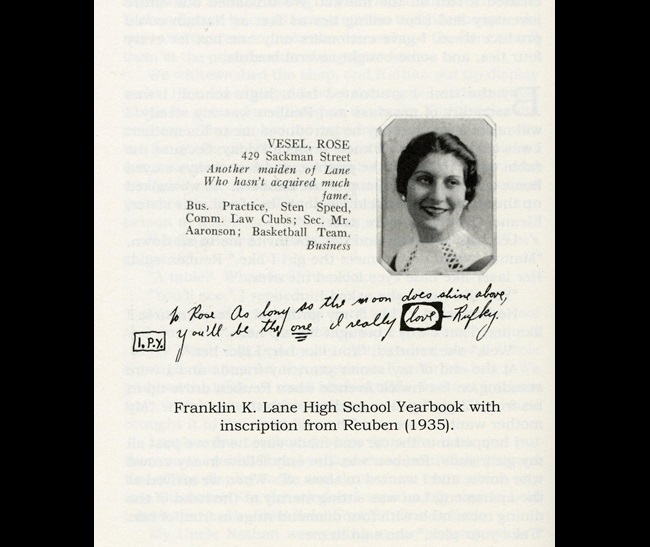 VESEL, ROSE
429 Sackman Street
Another maiden of Lane
Who hasn't acquired much
fame.
Bus. Practice, Sten Speed,
Comm. Law Clubs; Sec. Mr.
Aaronson; Basketball Team.
Business
To Rose As long as the moon does shine above,
you'll be the one I really love - Rufky.
I.P.Y.
Franklin K. Lane High School Yearbook with
inscription from Reuben (1935).